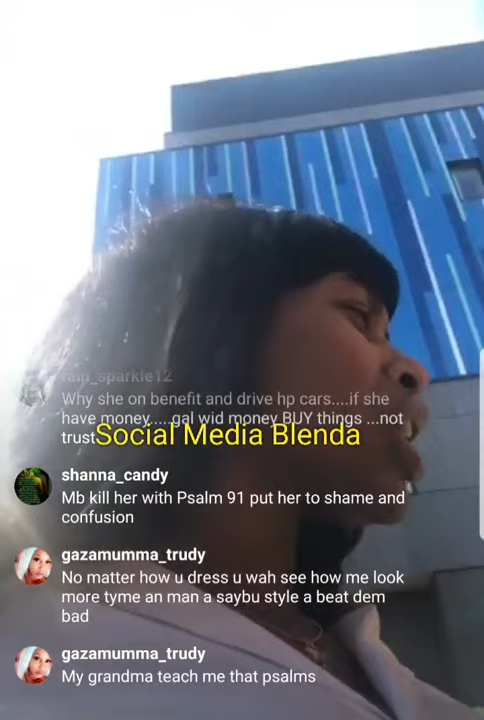 _sparkle12
Why she on benefit and drive hp cars....if she
have money.....gal wid money BUY things ...not
trust
Social Media Blenda
shanna_candy
Mb kill her with Psalm 91 put her to shame and
confusion
gazamumma_trudy
No matter how u dress u wah see how me look
more tyme an man a saybu style a beat dem
bad
gazamumma_trudy
My grandma teach me that psalms